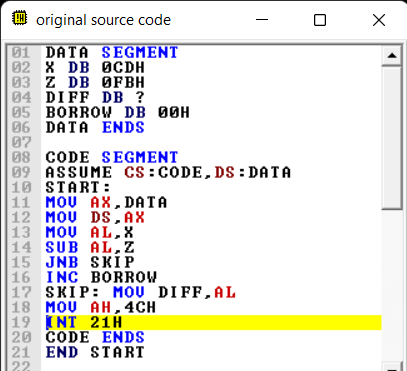 original source code
01 DATA SEGMENT
02 X DB 0CDH
03 Z DB 0FBH
04 DIFF DB ?
05 BORROW DB 00H
06 DATA ENDS
07
08 CODE SEGMENT
09 ASSUME CS:CODE,DS:DATA
10 START:
11 MOV AX,DATA
12 MOV DS,AX
13 MOV AL,X
14 SUB AL,Z
15 JNB SKIP
16 INC BORROW
17 SKIP: MOV DIFF,AL
18 MOV AH,4CH
19 INT 21H
20 CODE ENDS
21 END START
22